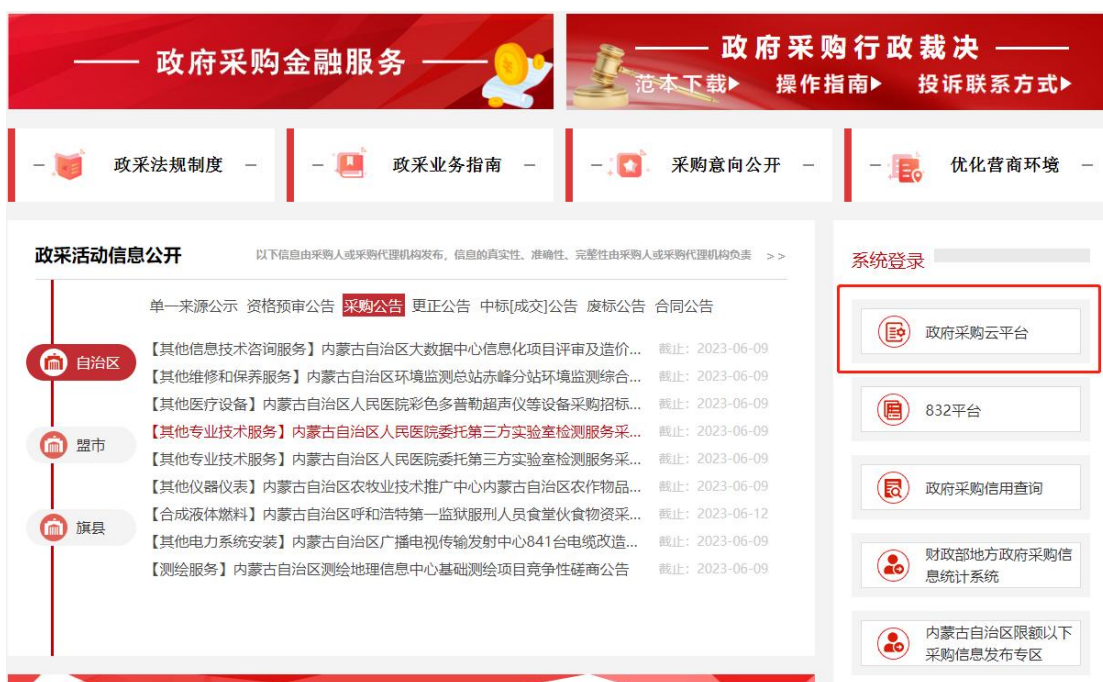 政府采购金融服务
政府采购行政裁决
范本下载 操作指南 投诉联系方式
政采法规制度
政采业务指南
采购意向公开
优化营商环境
政采活动信息公开
以下信息由采购人或采购代理机构发布，信息的真实性、准确性、完整性由采购人或采购代理机构负责 >>
单一来源公示 资格预审公告 采购公告 更正公告 中标[成交]公告 废标公告 合同公告
自治区
盟市
旗县
【其他信息技术咨询服务】内蒙古自治区大数据中心信息化项目评审及造价... 截止：2023-06-09
【其他维修和保养服务】内蒙古自治区环境监测总站赤峰分站环境监测综合... 截止：2023-06-09
【其他医疗设备】内蒙古自治区人民医院彩色多普勒超声仪等设备采购招标... 截止：2023-06-09
【其他专业技术服务】内蒙古自治区人民医院委托第三方实验室检测服务采... 截止：2023-06-09
【其他专业技术服务】内蒙古自治区人民医院委托第三方实验室检测服务采... 截止：2023-06-09
【其他仪器仪表】内蒙古自治区农牧业技术推广中心内蒙古自治区农作物品... 截止：2023-06-09
【合成液体燃料】内蒙古自治区呼和浩特第一监狱服刑人员食堂伙食物资采... 截止：2023-06-12
【其他电力系统安装】内蒙古自治区广播电视传输发射中心841台电缆改造... 截止：2023-06-09
【测绘服务】内蒙古自治区测绘地理信息中心基础测绘项目竞争性磋商公告 截止：2023-06-09
系统登录
政府采购云平台
832平台
政府采购信用查询
财政部地方政府采购信
息统计系统
内蒙古自治区限额以下
采购信息发布专区